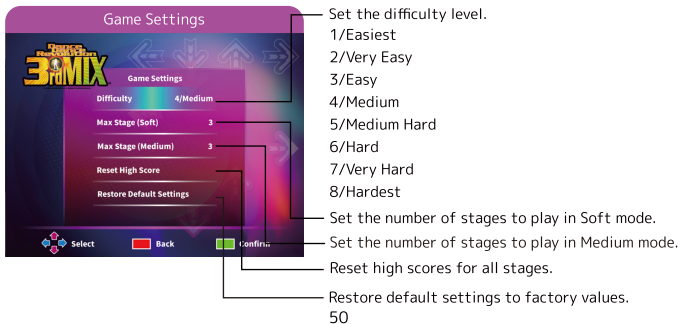 Game Settings
Dance Dance Revolution
3rdMIX
Game Settings
Difficulty 4/Medium
Max Stage (Soft) 3
Max Stage (Medium) 3
Reset High Score
Restore Default Settings
Select Back Confirm
Set the difficulty level.
1/Easiest
2/Very Easy
3/Easy
4/Medium
5/Medium Hard
6/Hard
7/Very Hard
8/Hardest
Set the number of stages to play in Soft mode.
Set the number of stages to play in Medium mode.
Reset high scores for all stages.
Restore default settings to factory values.
50